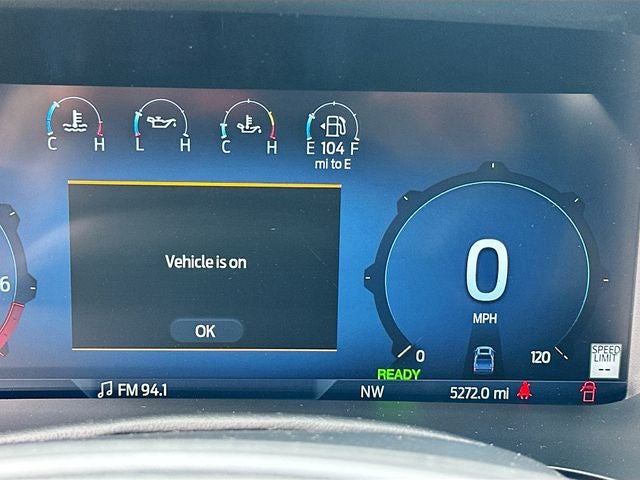 C H L H C H E 104 F
mi to E
Vehicle is on
6
0
MPH
OK
0 120
SPEED
LIMIT
--
READY
FM 94.1 NW 5272.0 mi